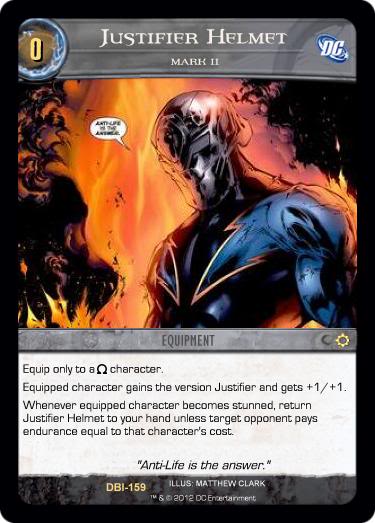 0
JUSTIFIER HELMET
MARK II
DC
ANTI-LIFE
IS THE
ANSWER.
EQUIPMENT
Equip only to a Ω character.
Equipped character gains the version Justifier and gets +1/+1.
Whenever equipped character becomes stunned, return
Justifier Helmet to your hand unless target opponent pays
endurance equal to that character's cost.
"Anti-Life is the answer."
DBI-159 ILLUS: MATTHEW CLARK
™ & © 2012 DC Entertainment